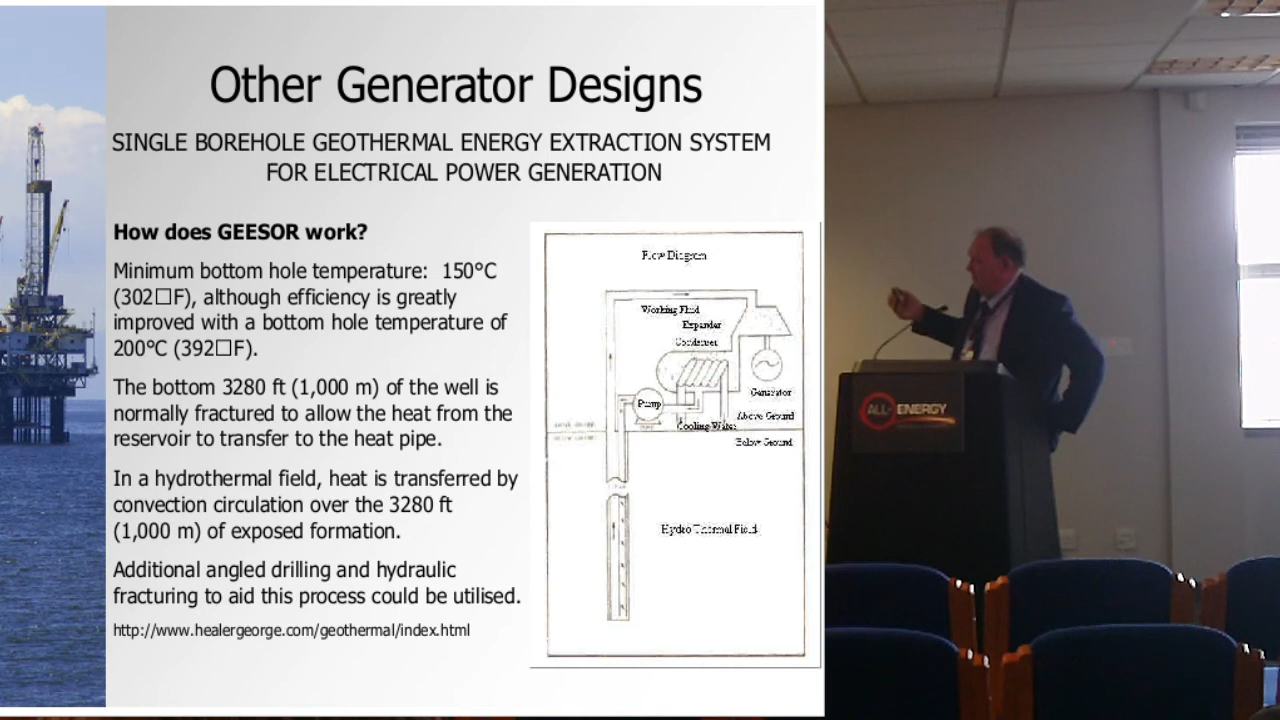 Other Generator Designs
SINGLE BOREHOLE GEOTHERMAL ENERGY EXTRACTION SYSTEM
FOR ELECTRICAL POWER GENERATION
How does GEESOR work?
Minimum bottom hole temperature:  150°C
(302□F), although efficiency is greatly
improved with a bottom hole temperature of
200°C (392□F).
The bottom 3280 ft (1,000 m) of the well is
normally fractured to allow the heat from the
reservoir to transfer to the heat pipe.
In a hydrothermal field, heat is transferred by
convection circulation over the 3280 ft
(1,000 m) of exposed formation.
Additional angled drilling and hydraulic
fracturing to aid this process could be utilised.
http://www.healergeorge.com/geothermal/index.html
Flow Diagram
Working Fluid
Expander
Condenser
Generator
Pump
Above Ground
Cooling Water
Below Ground
Hydro Thermal Field
ALL-ENERGY